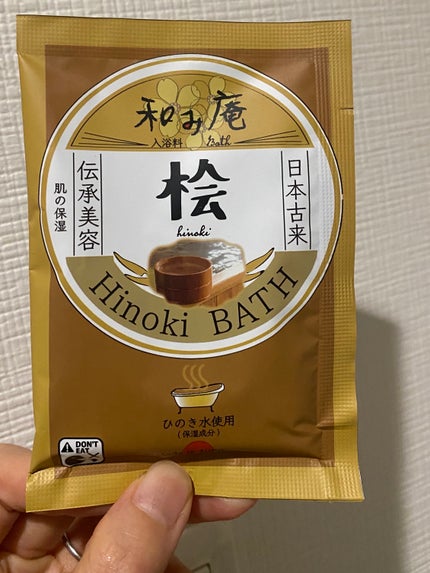 和み庵
入浴料 Bath
日本古来
桧
hinoki
伝承美容
肌の保湿
Hinoki BATH
ひのき水使用
(保湿成分)
DON'T
EAT